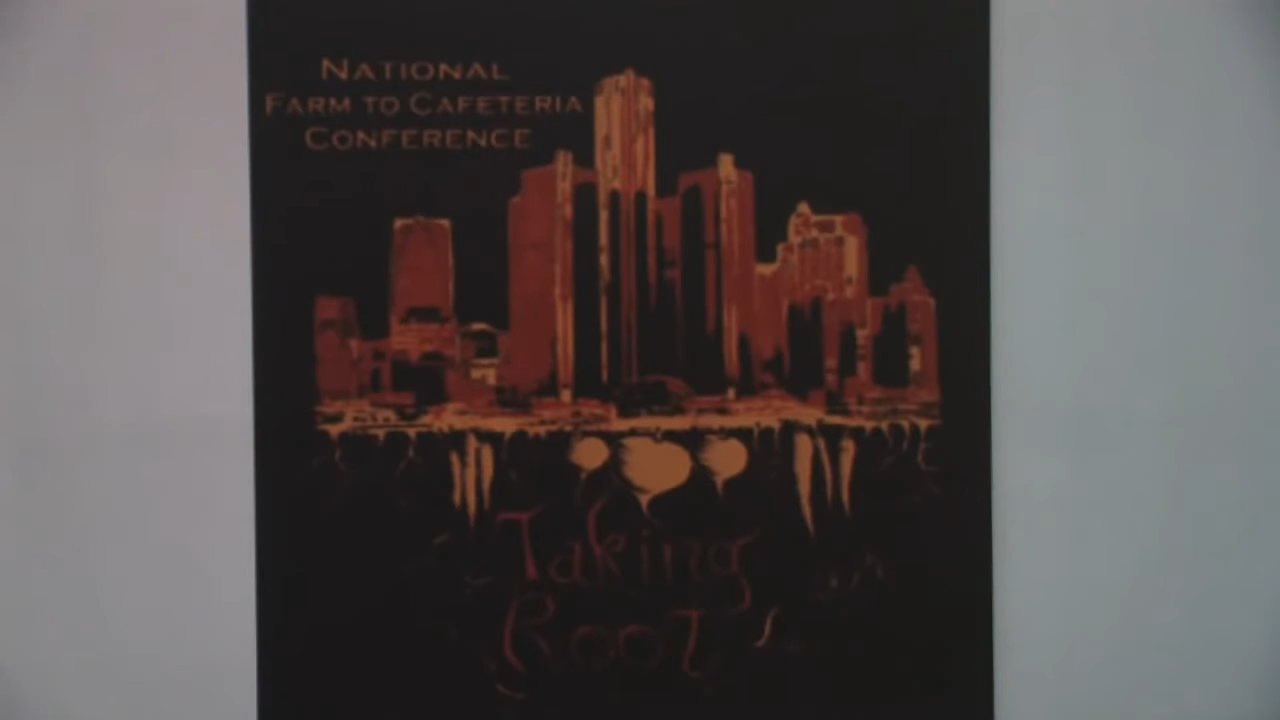 National
Farm to Cafeteria
Conference
Taking
Root